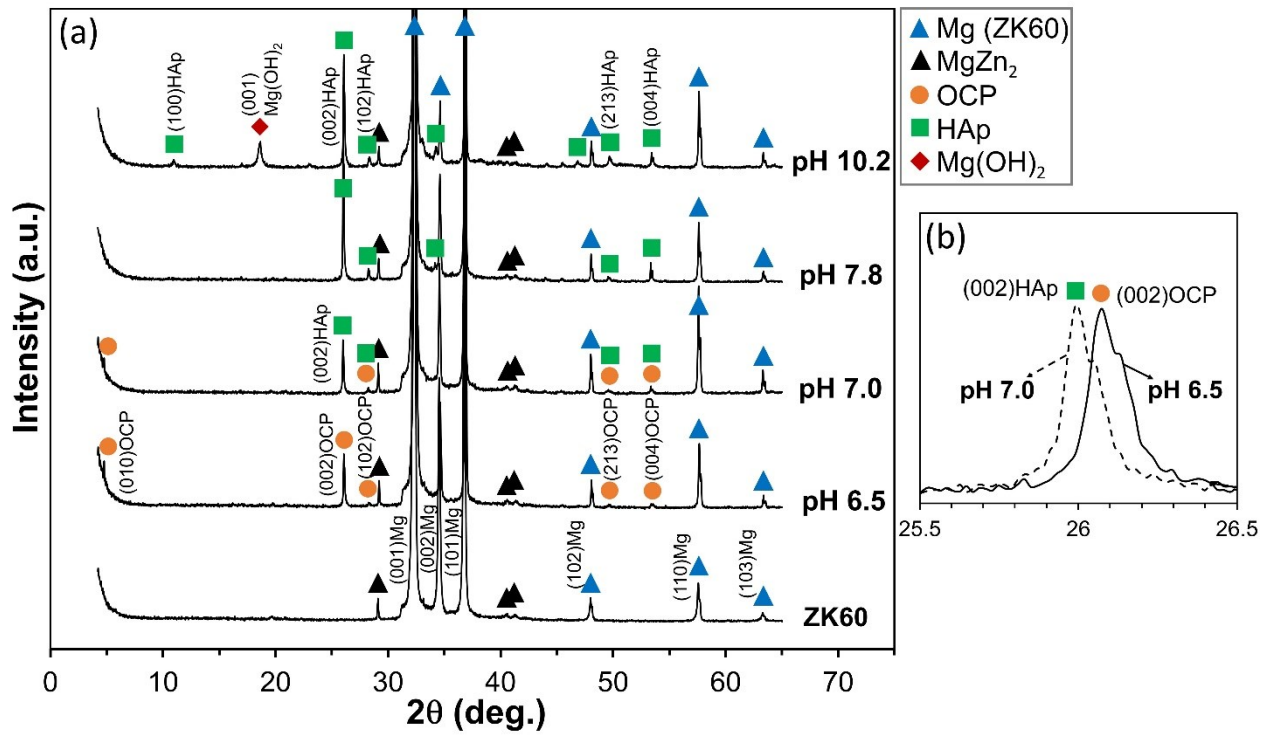 (a)
Intensity (a.u.)
(100)HAp
(001)
Mg(OH)₂
(002)HAp
(102)HAp
(213)HAp
(004)HAp
pH 10.2
pH 7.8
(002)HAp
pH 7.0
(010)OCP
(002)OCP
(102)OCP
(213)OCP
(004)OCP
pH 6.5
(001)Mg
(002)Mg
(101)Mg
(102)Mg
(110)Mg
(103)Mg
ZK60
0 10 20 30 40 50 60 70
2θ (deg.)
Mg (ZK60)
MgZn₂
OCP
HAp
Mg(OH)₂
(b)
(002)HAp (002)OCP
pH 7.0 pH 6.5
25.5 26 26.5